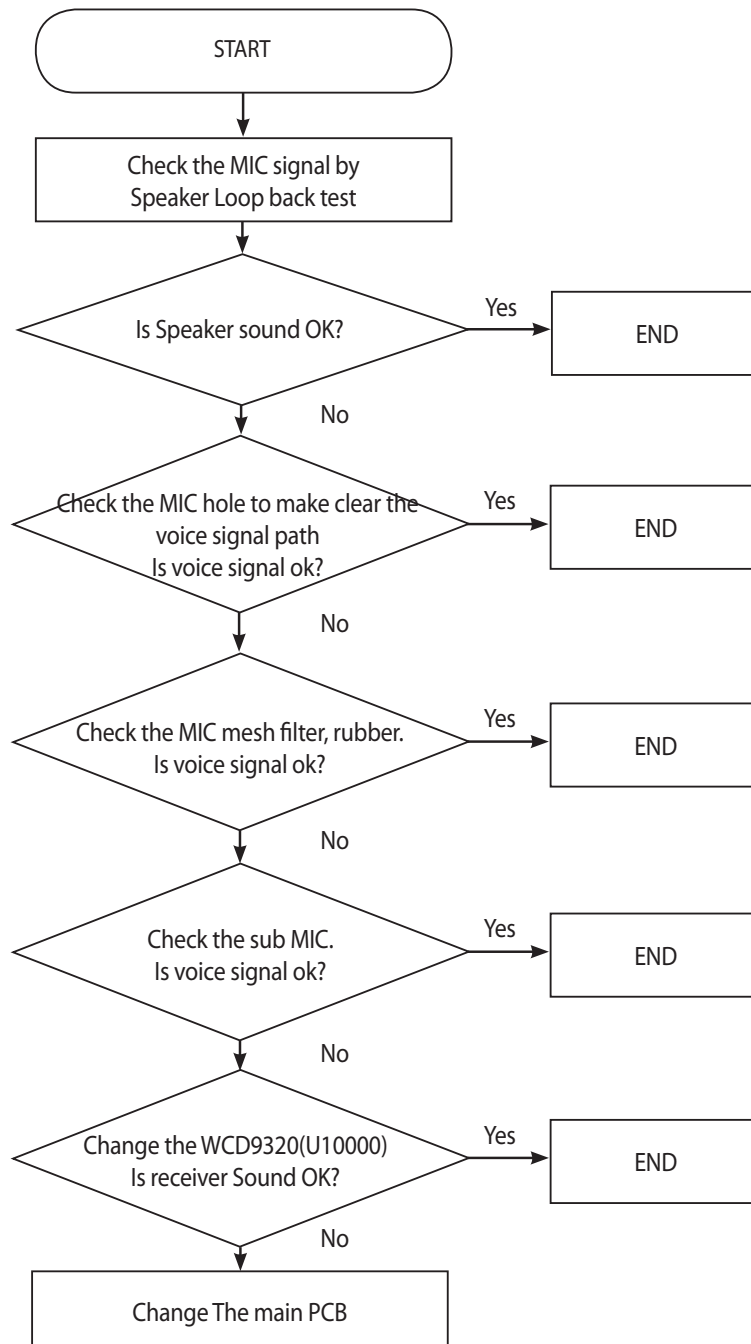 START
Check the MIC signal by
Speaker Loop back test
Is Speaker sound OK?
Yes
END
No
Check the MIC hole to make clear the
voice signal path
Is voice signal ok?
Yes
END
No
Check the MIC mesh filter, rubber.
Is voice signal ok?
Yes
END
No
Check the sub MIC.
Is voice signal ok?
Yes
END
No
Change the WCD9320(U10000)
Is receiver Sound OK?
Yes
END
No
Change The main PCB